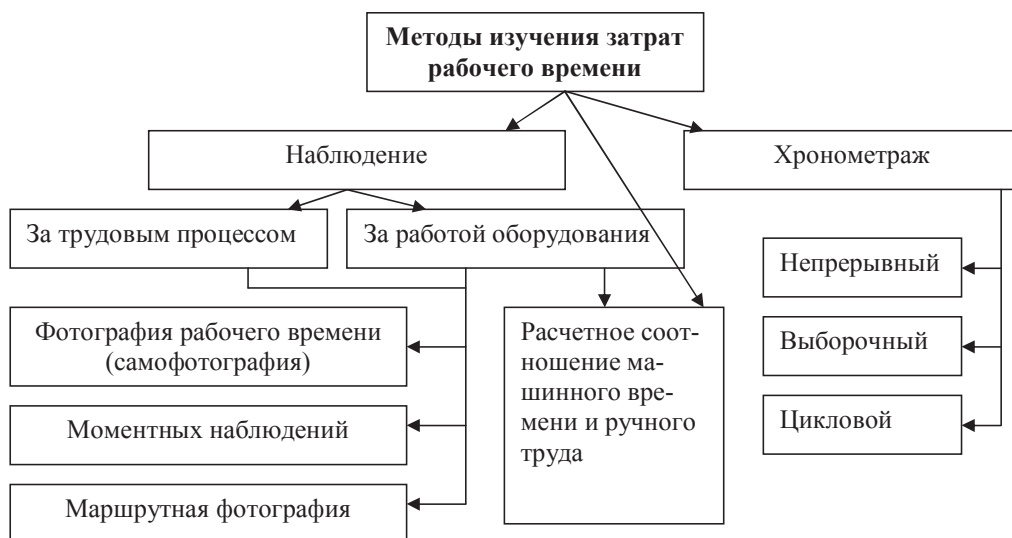 Методы изучения затрат
рабочего времени
Наблюдение
Хронометраж
За трудовым процессом
За работой оборудования
Непрерывный
Фотография рабочего времени
(самофотография)
Расчетное соот-
ношение ма-
шинного вре-
мени и ручного
труда
Выборочный
Моментных наблюдений
Цикловой
Маршрутная фотография